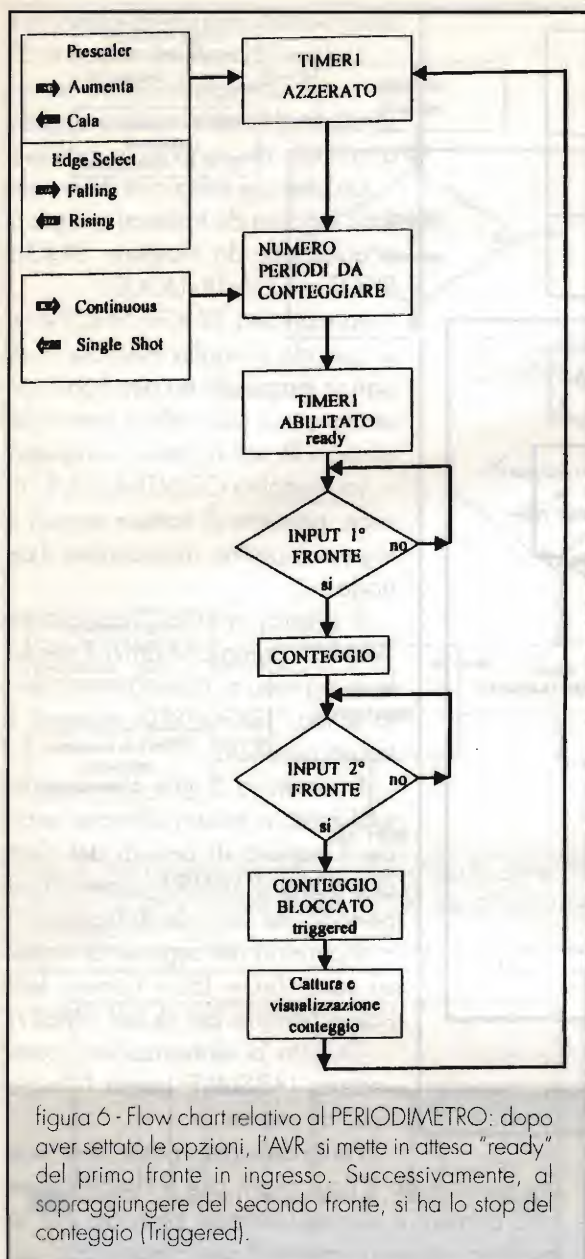 Prescaler
Aumenta
Cala
Edge Select
Falling
Rising
Continuous
Single Shot
TIMER1
AZZERATO
NUMERO
PERIODI DA
CONTEGGIARE
TIMER1
ABILITATO
ready
INPUT 1°
FRONTE
no
si
CONTEGGIO
INPUT 2°
FRONTE
no
si
CONTEGGIO
BLOCCATO
triggered
Cattura e
visualizzazione
conteggio
figura 6 - Flow chart relativo al PERIODIMETRO: dopo
aver settato le opzioni, l'AVR si mette in attesa "ready"
del primo fronte in ingresso. Successivamente, al
sopraggiungere del secondo fronte, si ha lo stop del
conteggio (Triggered).